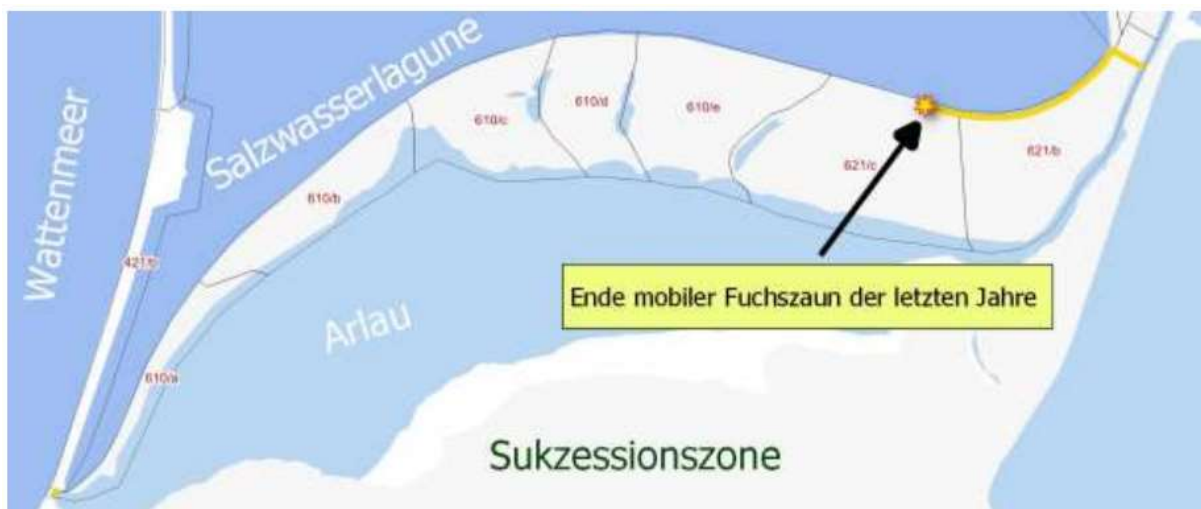 Wattenmeer
Salzwasserlagune
421/b
610/a
610/b
610/c
610/d
610/e
621/c
621/b
Ende mobiler Fuchszaun der letzten Jahre
Arlau
Sukzessionszone